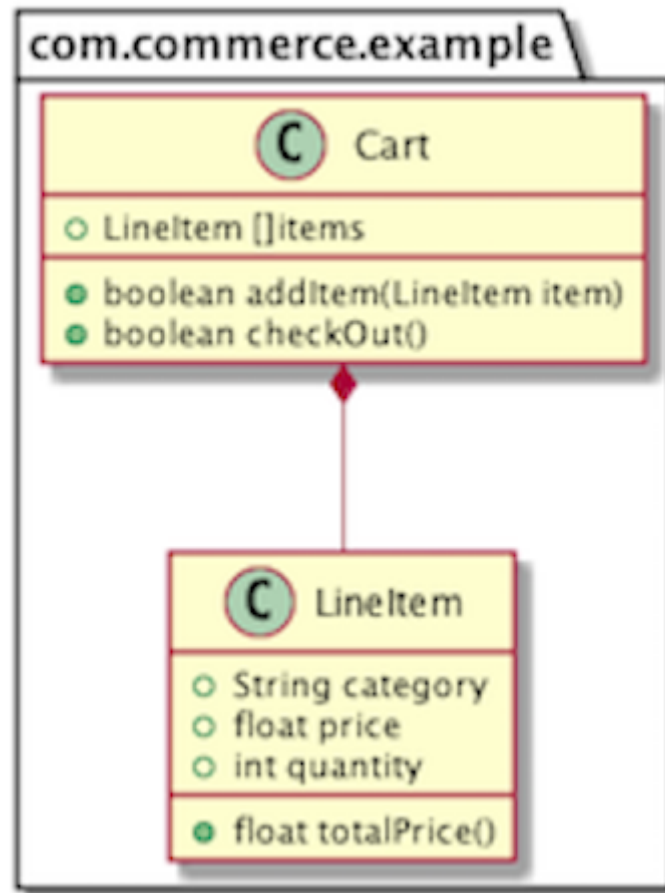 com.commerce.example
C Cart
LineItem []items
boolean addItem(LineItem item)
boolean checkOut()
C LineItem
String category
float price
int quantity
float totalPrice()